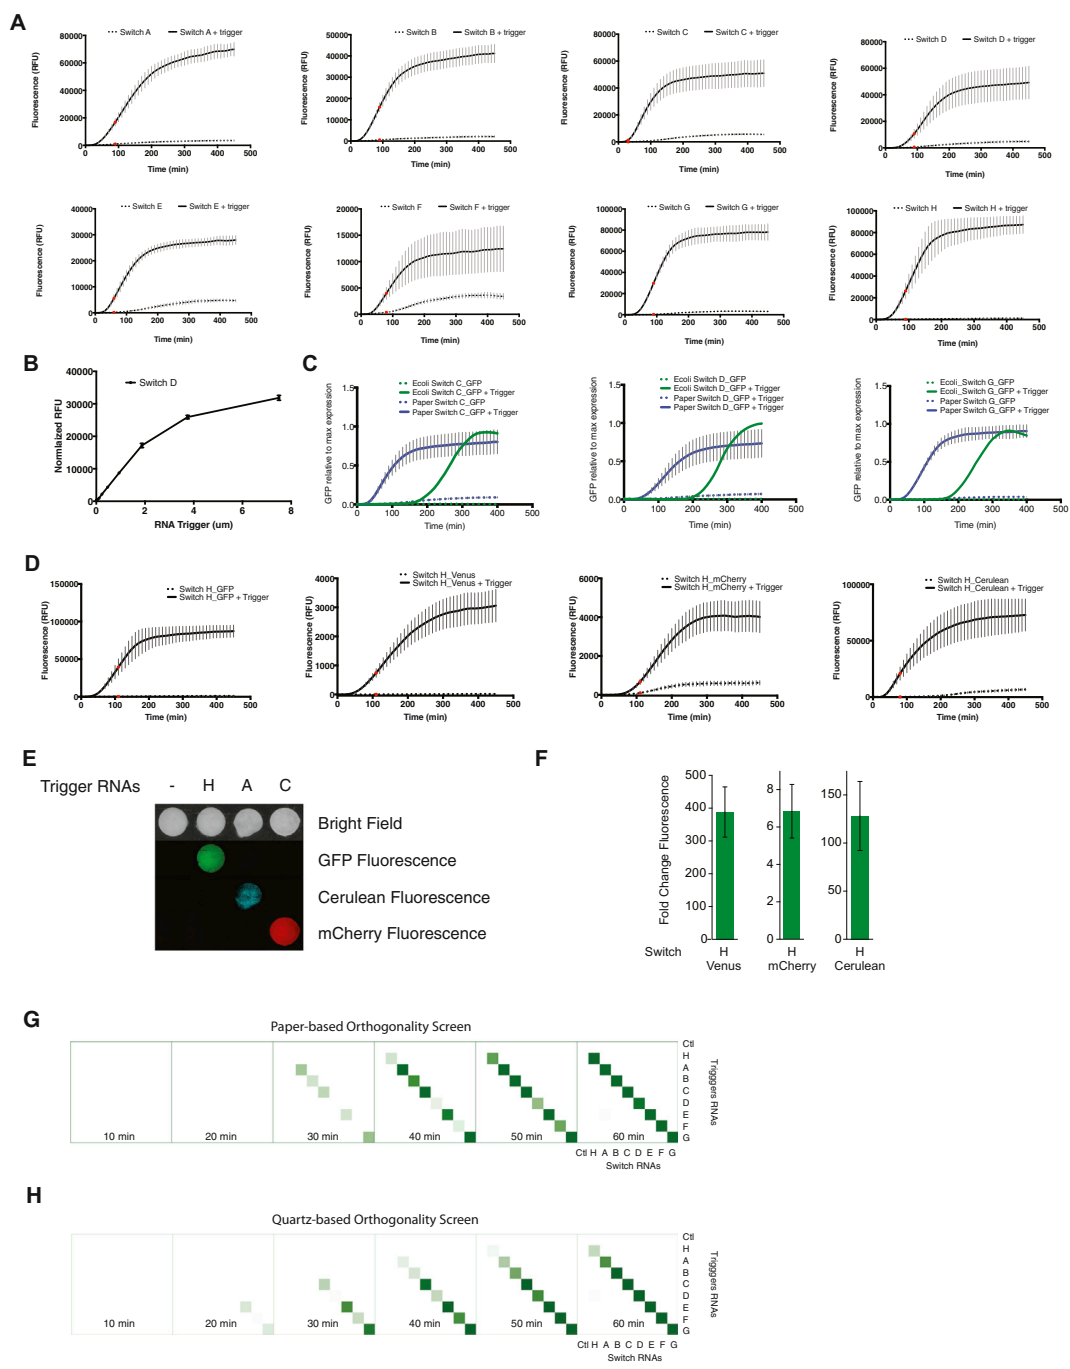 A
Switch A
Switch A + trigger
Fluorescence (RFU)
80000
60000
40000
20000
0
0 100 200 300 400 500
Time (min)
Switch B
Switch B + trigger
Fluorescence (RFU)
50000
40000
30000
20000
10000
0
0 100 200 300 400 500
Time (min)
Switch C
Switch C + trigger
Fluorescence (RFU)
80000
60000
40000
20000
0
0 100 200 300 400 500
Time (min)
Switch D
Switch D + trigger
Fluorescence (RFU)
80000
60000
40000
20000
0
0 100 200 300 400 500
Time (min)
Switch E
Switch E + trigger
Fluorescence (RFU)
40000
30000
20000
10000
0
0 100 200 300 400 500
Time (min)
Switch F
Switch F + trigger
Fluorescence (RFU)
20000
15000
10000
5000
0
0 100 200 300 400 500
Time (min)
Switch G
Switch G + trigger
Fluorescence (RFU)
100000
80000
60000
40000
20000
0
0 100 200 300 400 500
Time (min)
Switch H
Switch H + trigger
Fluorescence (RFU)
100000
80000
60000
40000
20000
0
0 100 200 300 400 500
Time (min)
B
Switch D
Normlaized RFU
40000
30000
20000
10000
0
0 2 4 6 8
RNA Trigger (um)
C
Ecoli Switch C_GFP
Ecoli Switch C_GFP + Trigger
Paper Switch C_GFP
Paper Switch C_GFP + Trigger
GFP relative to max expression
1.5
1.0
0.5
0.0
0 100 200 300 400 500
Time (min)
Ecoli Switch D_GFP
Ecoli Switch D_GFP + Trigger
Paper Switch D_GFP
Paper Switch D_GFP + Trigger
GFP relative to max expression
1.5
1.0
0.5
0.0
0 100 200 300 400 500
Time (min)
Ecoli_Switch G_GFP
Ecoli_Switch G_GFP + Trigger
Paper Switch G_GFP
Paper Switch G_GFP + Trigger
GFP relative to max expression
1.5
1.0
0.5
0.0
0 100 200 300 400 500
Time (min)
D
Switch H_GFP
Switch H_GFP + Trigger
Fluorescence (RFU)
150000
100000
50000
0
0 100 200 300 400 500
Time (min)
Switch H_Venus
Switch H_Venus + Trigger
Fluorescence (RFU)
4000
3000
2000
1000
0
0 100 200 300 400 500
Time (min)
Switch H_mCherry
Switch H_mCherry + Trigger
Fluorescence (RFU)
6000
4000
2000
0
0 100 200 300 400 500
Time (min)
Switch H_Cerulean
Switch H_Cerulean + Trigger
Fluorescence (RFU)
100000
50000
0
0 100 200 300 400 500
Time (min)
E
Trigger RNAs - H A C
Bright Field
GFP Fluorescence
Cerulean Fluorescence
mCherry Fluorescence
F
Fold Change Fluorescence
500
400
300
200
100
0
8
6
4
2
0
150
100
50
0
Switch H H H
Venus mCherry Cerulean
G
Paper-based Orthogonality Screen
Ctl
H
A
B
C
D
E
F
G
Triggers RNAs
10 min 20 min 30 min 40 min 50 min 60 min
Ctl H A B C D E F G
Switch RNAs
H
Quartz-based Orthogonality Screen
Ctl
H
A
B
C
D
E
F
G
Triggers RNAs
10 min 20 min 30 min 40 min 50 min 60 min
Ctl H A B C D E F G
Switch RNAs